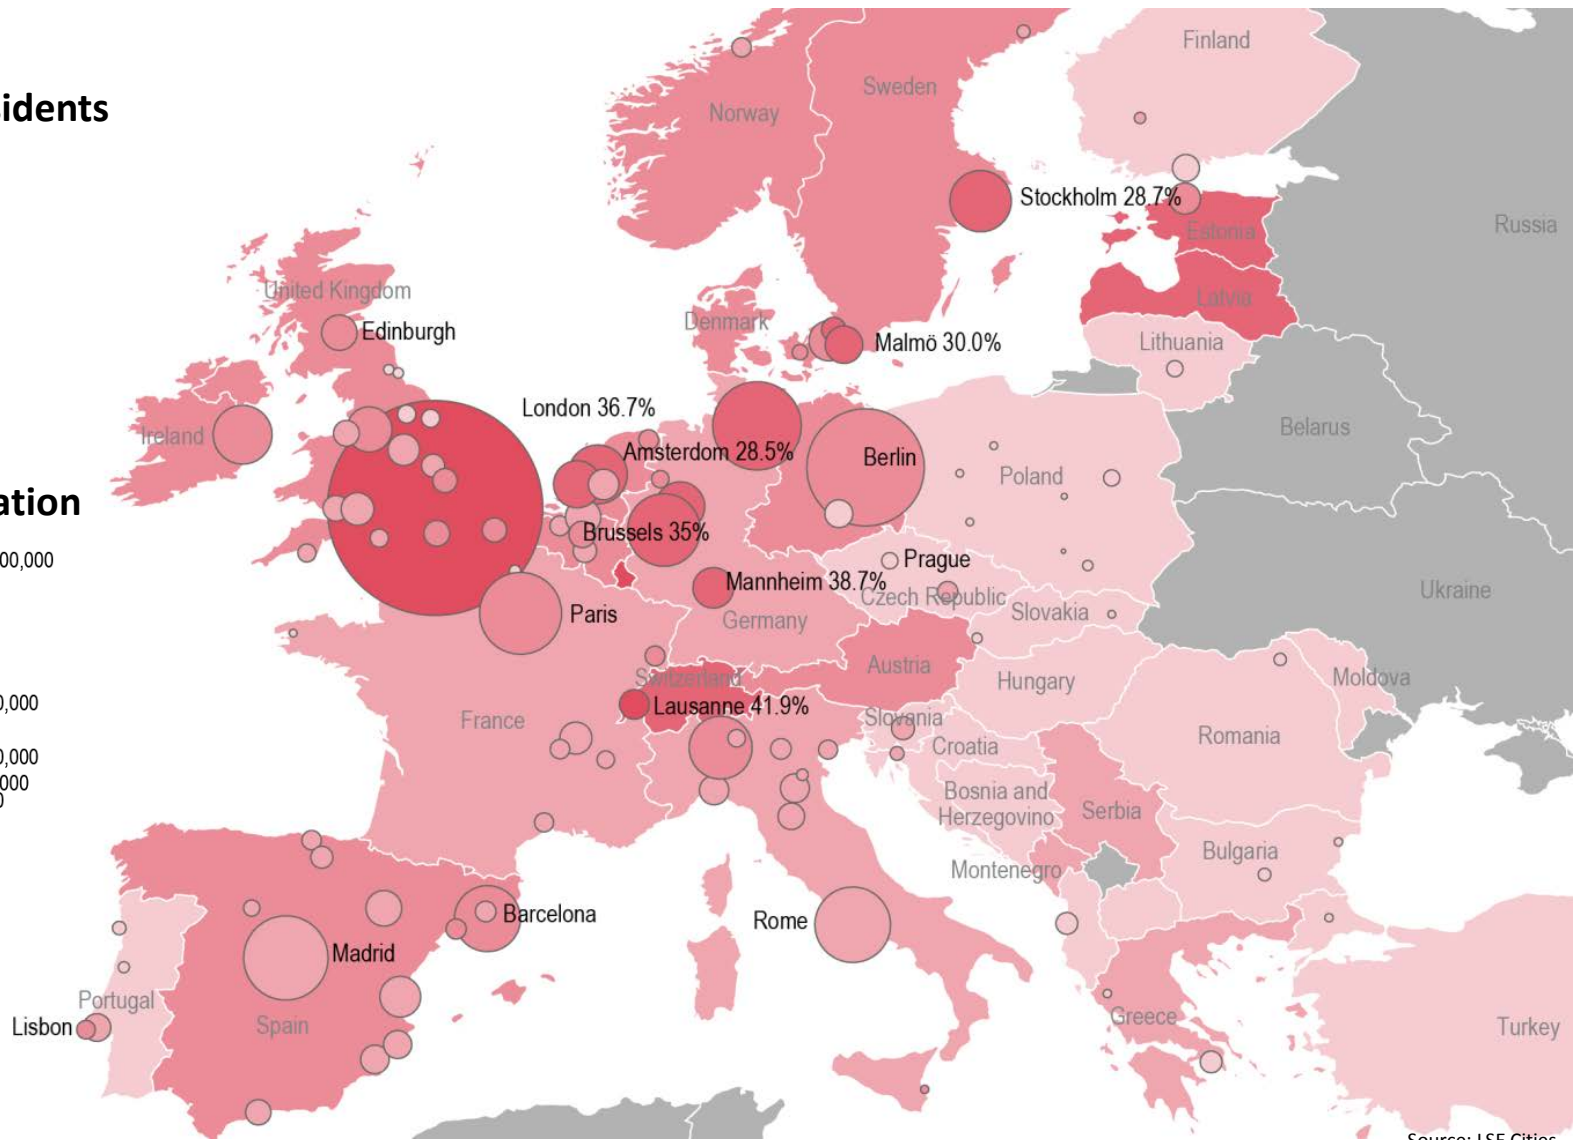 Finland
Sweden
sidents
Norway
Stockholm 28.7%
Russia
Estonia
United Kingdom
Latvia
Denmark
Edinburgh
Malmö 30.0%
Lithuania
London 36.7%
Belarus
Ireland
Amsterdam 28.5%
Berlin
Poland
ation
Brussels 35%
00,000
Prague
Mannheim 38.7%
Ukraine
Czech Republic
Paris
Slovakia
Germany
Austria
Switzerland
Hungary
Moldova
0,000
Lausanne 41.9%
France
Slovenia
Romania
Croatia
0,000
000
0
Bosnia and
Herzegovino
Serbia
Bulgaria
Montenegro
Barcelona
Rome
Madrid
Portugal
Greece
Lisbon
Spain
Turkey
Source: LSE Cities